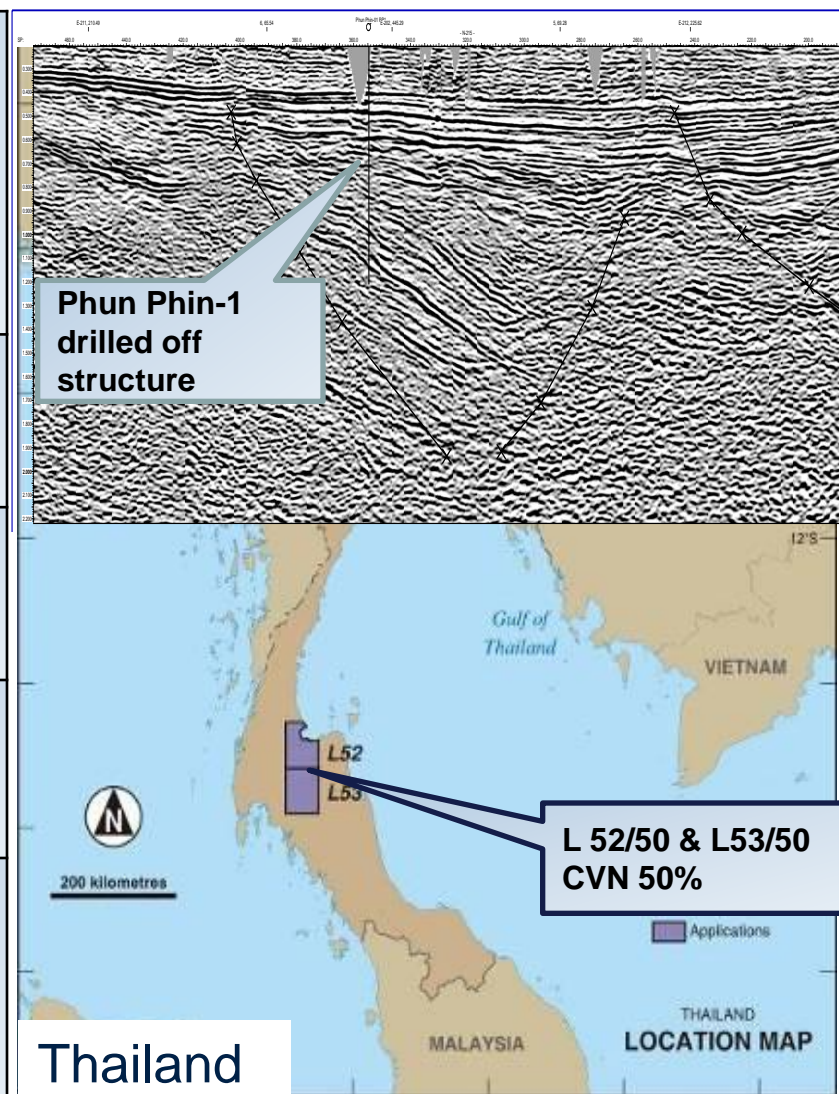 Phun Phin-1
drilled off
structure
12°S
Gulf of
Thailand
VIETNAM
L52
L53
N
200 kilometres
L 52/50 & L53/50
CVN 50%
Applications
THAILAND
LOCATION MAP
MALAYSIA
Thailand